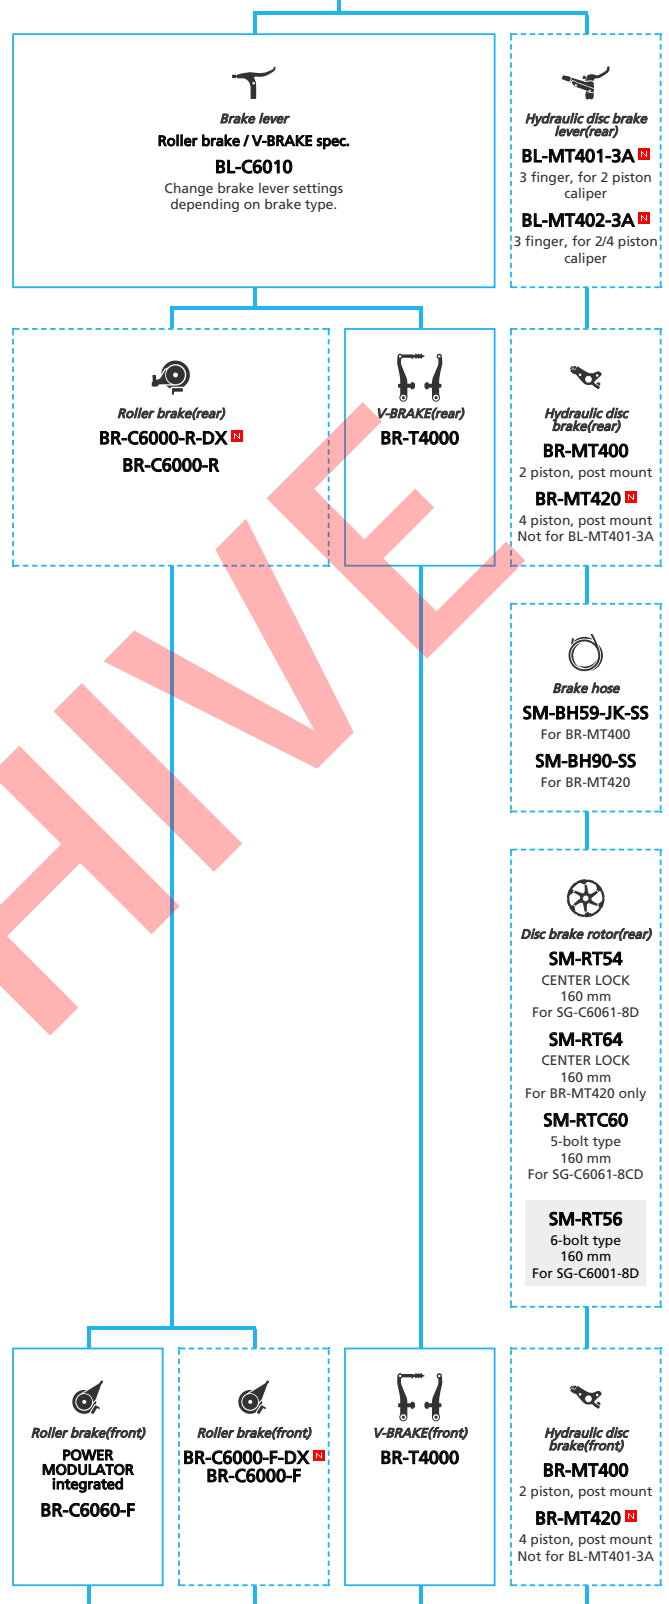 Brake lever
Roller brake / V-BRAKE spec.
BL-C6010
Change brake lever settings
depending on brake type.
Hydraulic disc brake
lever(rear)
BL-MT401-3A N
3 finger, for 2 piston
caliper
BL-MT402-3A N
3 finger, for 2/4 piston
caliper
Roller brake(rear)
BR-C6000-R-DX N
BR-C6000-R
V-BRAKE(rear)
BR-T4000
Hydraulic disc
brake(rear)
BR-MT400
2 piston, post mount
BR-MT420 N
4 piston, post mount
Not for BL-MT401-3A
Brake hose
SM-BH59-JK-SS
For BR-MT400
SM-BH90-SS
For BR-MT420
Disc brake rotor(rear)
SM-RT54
CENTER LOCK
160 mm
For SG-C6061-8D
SM-RT64
CENTER LOCK
160 mm
For BR-MT420 only
SM-RTC60
5-bolt type
160 mm
For SG-C6061-8CD
SM-RT56
6-bolt type
160 mm
For SG-C6001-8D
Roller brake(front)
POWER
MODULATOR
integrated
BR-C6060-F
Roller brake(front)
BR-C6000-F-DX N
BR-C6000-F
V-BRAKE(front)
BR-T4000
Hydraulic disc
brake(front)
BR-MT400
2 piston, post mount
BR-MT420 N
4 piston, post mount
Not for BL-MT401-3A
HIVE